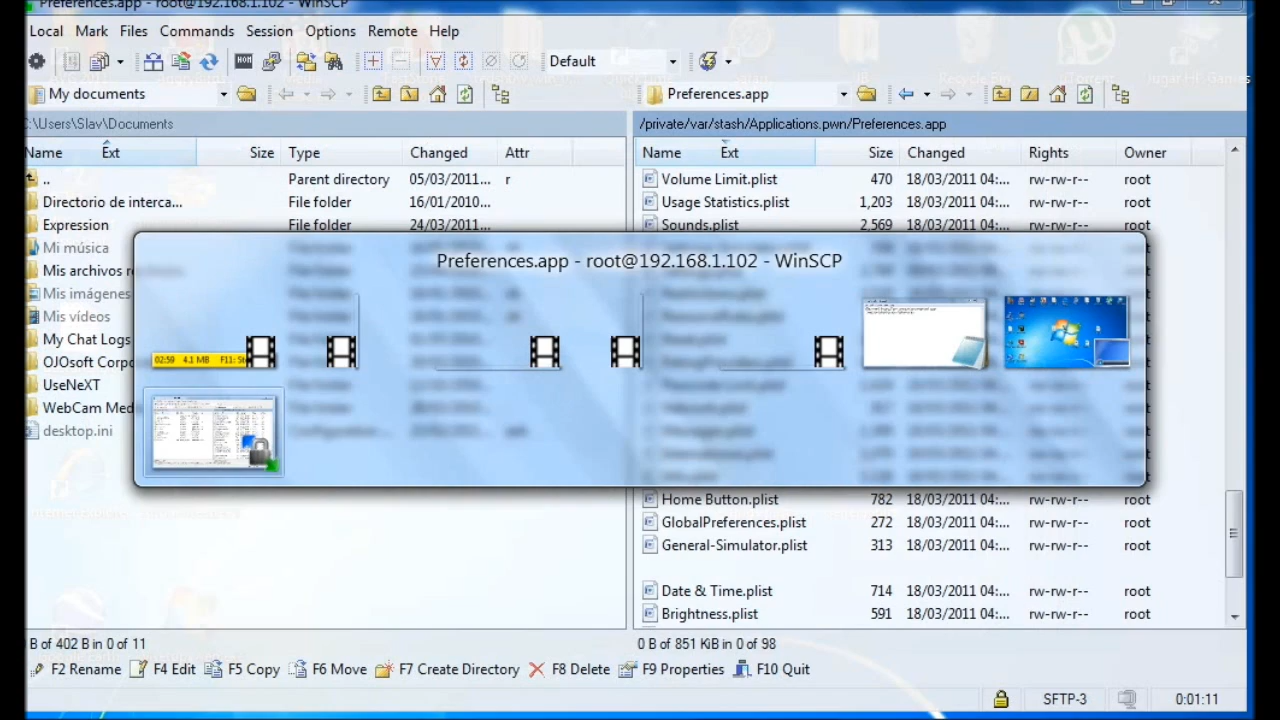 Preferences.app - root@192.168.1.102 - WinSCP
Local Mark Files Commands Session Options Remote Help
Default
My documents
Preferences.app
C:\Users\Slav\Documents
/private/var/stash/Applications.pwn/Preferences.app
Name Ext Size Type Changed Attr
Name Ext Size Changed Rights Owner
.. Parent directory 05/03/2011... r
Volume Limit.plist 470 18/03/2011 04:... rw-rw-r-- root
Directorio de interca... File folder 16/01/2010...
Usage Statistics.plist 1,203 18/03/2011 04:... rw-rw-r-- root
Expression File folder 24/03/2011...
Sounds.plist 2,569 18/03/2011 04:... rw-rw-r-- root
Mi música
Mis archivos
Mis imágenes
Mis vídeos
My Chat Logs
OJOsoft Corpo
UseNeXT
WebCam Med
desktop.ini
Preferences.app - root@192.168.1.102 - WinSCP
02:59 4.1 MB F11: St
Home Button.plist 782 18/03/2011 04:... rw-rw-r-- root
GlobalPreferences.plist 272 18/03/2011 04:... rw-rw-r-- root
General-Simulator.plist 313 18/03/2011 04:... rw-rw-r-- root
Date & Time.plist 714 18/03/2011 04:... rw-rw-r-- root
Brightness.plist 591 18/03/2011 04:... rw-rw-r-- root
B of 402 B in 0 of 11
0 B of 851 KiB in 0 of 98
F2 Rename F4 Edit F5 Copy F6 Move F7 Create Directory F8 Delete F9 Properties F10 Quit
SFTP-3 0:01:11